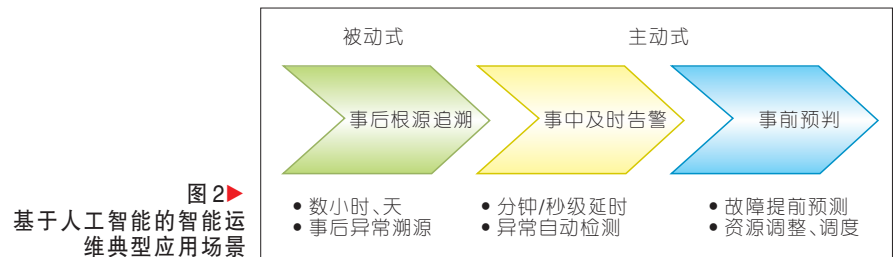 被动式
主动式
事后根源追溯
事中及时告警
事前预判
• 数小时、天
• 事后异常溯源
• 分钟/秒级延时
• 异常自动检测
• 故障提前预测
• 资源调整、调度
图2▶
基于人工智能的智能运
维典型应用场景